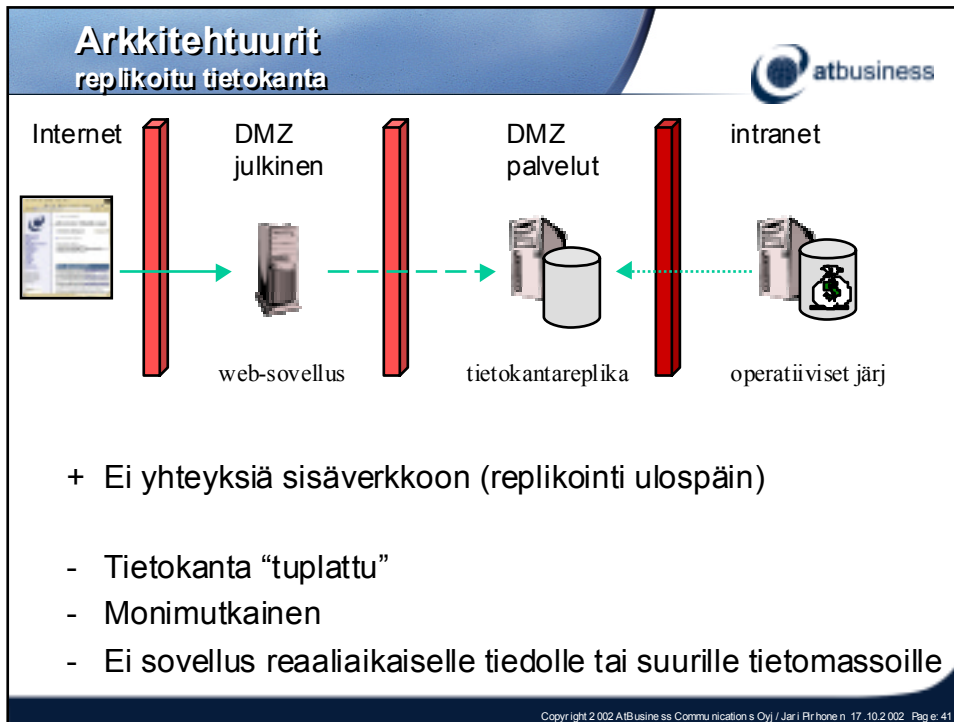 Arkkitehtuurit
replikoitu tietokanta
atbusiness
Internet
DMZ
julkinen
DMZ
palvelut
intranet
web-sovellus
tietokantareplika
operatiiviset järj
+ Ei yhteyksiä sisäverkkoon (replikointi ulospäin)
- Tietokanta “tuplattu”
- Monimutkainen
- Ei sovellus reaaliaikaiselle tiedolle tai suurille tietomassoille
Copyright 2002 AtBusiness Communications Oyj / Jari Pirhonen 17.10.2002 Page: 41